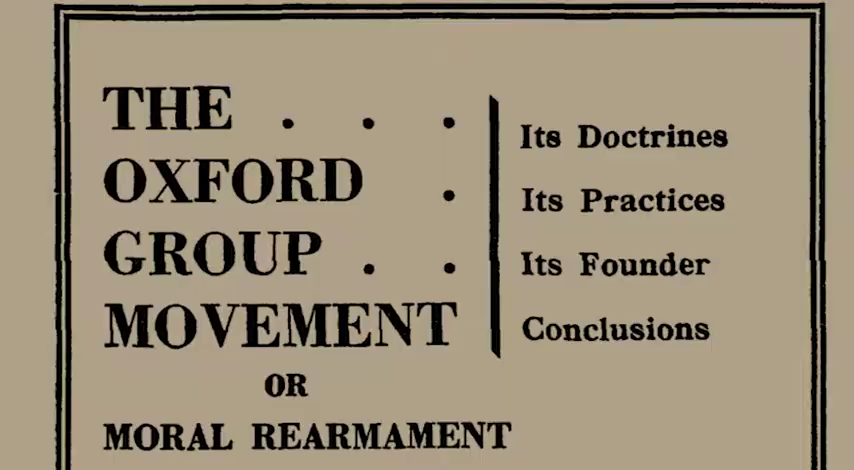 THE . . .
OXFORD .
GROUP . .
MOVEMENT
Its Doctrines
Its Practices
Its Founder
Conclusions
OR
MORAL REARMAMENT